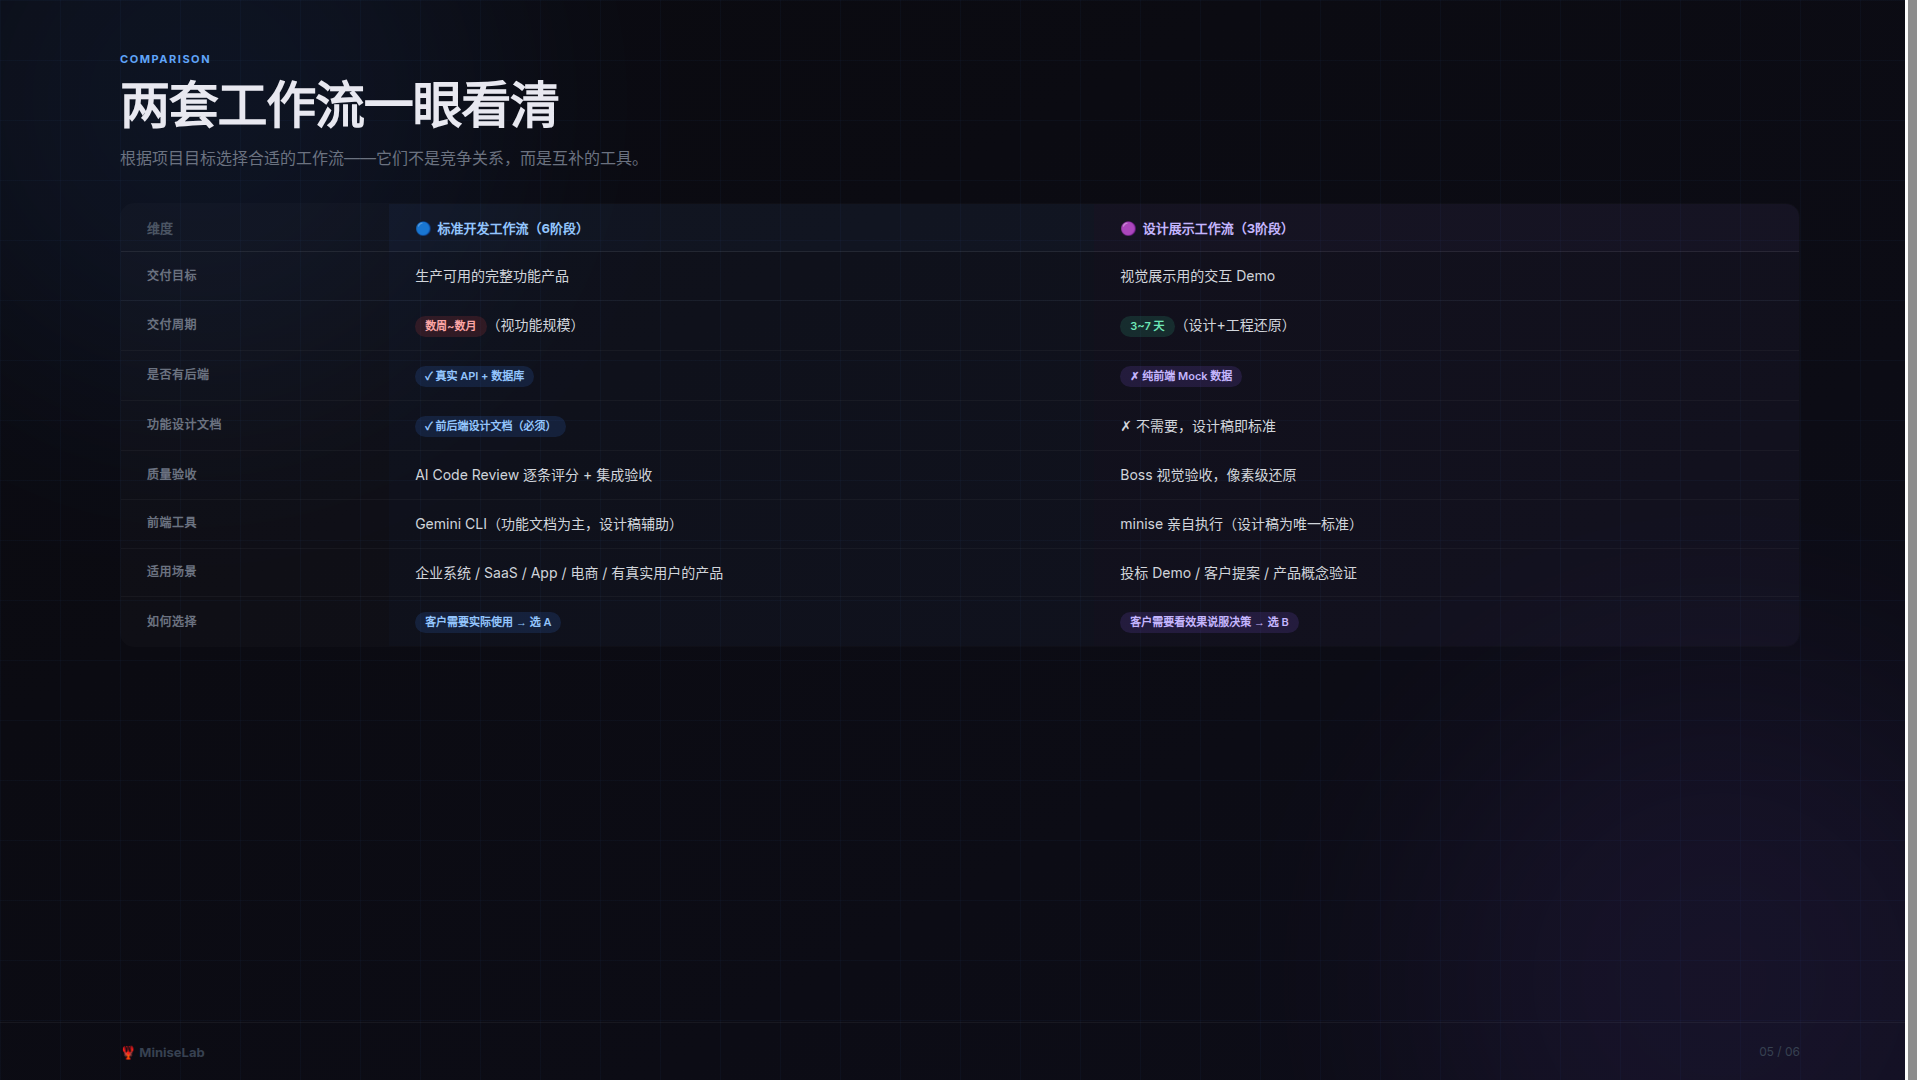 COMPARISON
两套工作流一眼看清
根据项目目标选择合适的工作流——它们不是竞争关系，而是互补的工具。
维度 🔵 标准开发工作流（6阶段） 🟣 设计展示工作流（3阶段）
交付目标 生产可用的完整功能产品 视觉展示用的交互 Demo
交付周期 数周~数月 （视功能规模） 3~7 天 （设计+工程还原）
是否有后端 ✓ 真实 API + 数据库 ✗ 纯前端 Mock 数据
功能设计文档 ✓ 前后端设计文档（必须） ✗ 不需要，设计稿即标准
质量验收 AI Code Review 逐条评分 + 集成验收 Boss 视觉验收，像素级还原
前端工具 Gemini CLI（功能文档为主，设计稿辅助） minise 亲自执行（设计稿为唯一标准）
适用场景 企业系统 / SaaS / App / 电商 / 有真实用户的产品 投标 Demo / 客户提案 / 产品概念验证
如何选择 客户需要实际使用 → 选 A 客户需要看效果说服决策 → 选 B
🦞 MiniseLab 05 / 06